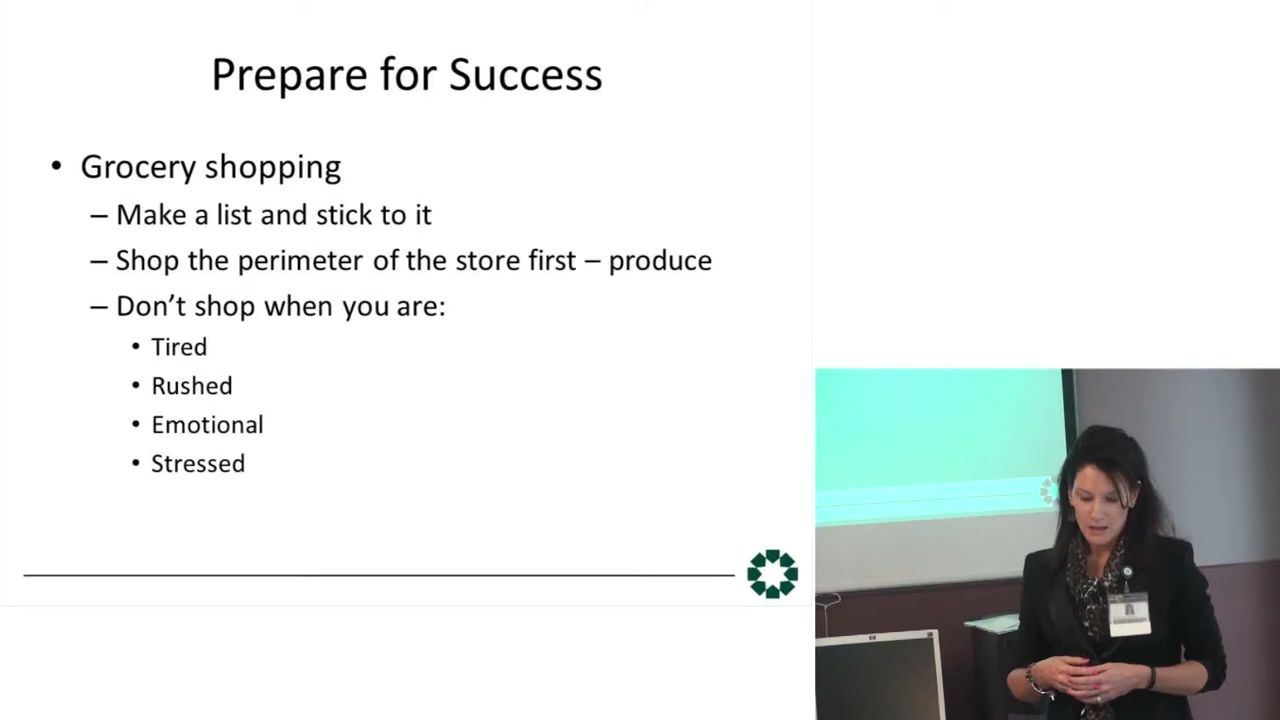 Prepare for Success
• Grocery shopping
– Make a list and stick to it
– Shop the perimeter of the store first – produce
– Don’t shop when you are:
• Tired
• Rushed
• Emotional
• Stressed